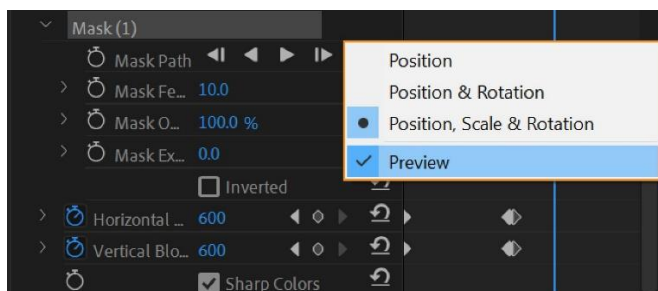 Mask (1)
Mask Path
Position
Position & Rotation
Mask Fe... 10.0
Position, Scale & Rotation
Mask O... 100.0 %
Preview
Mask Ex... 0.0
Inverted
Horizontal ... 600
Vertical Blo... 600
Sharp Colors